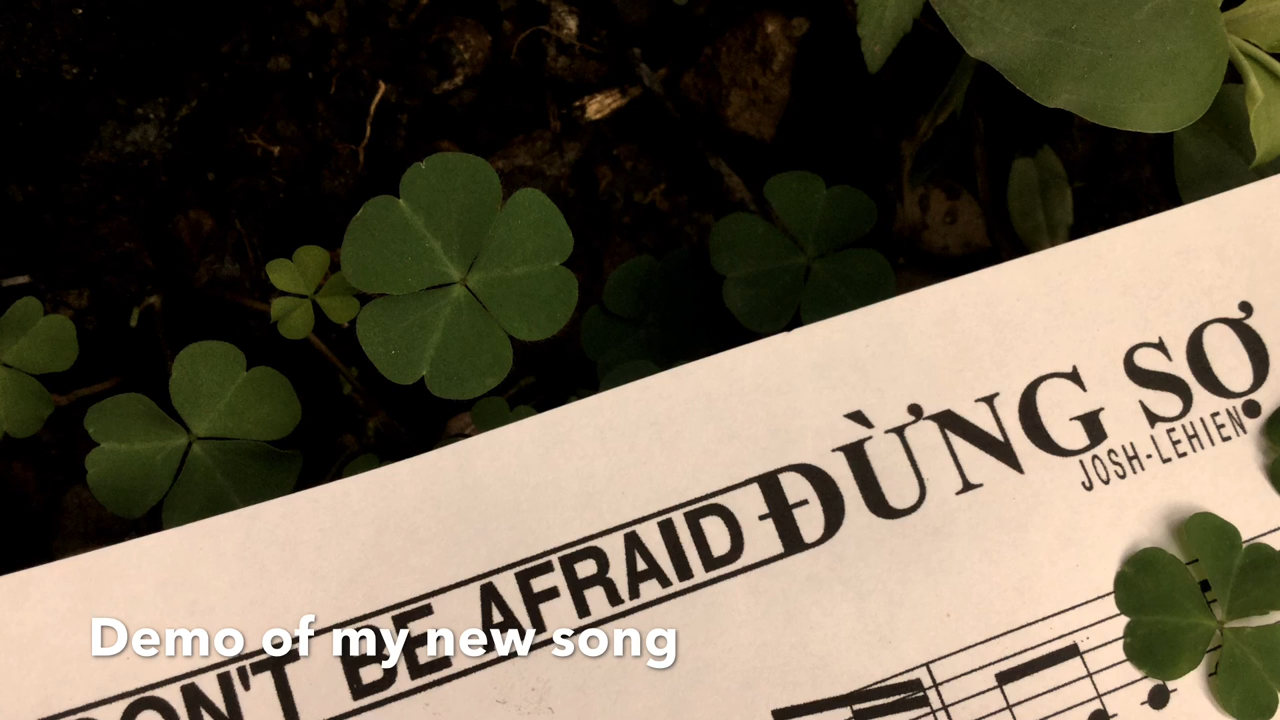 DON'T BE AFRAID ĐỪNG SỢ
JOSH-LEHIEN
Demo of my new song